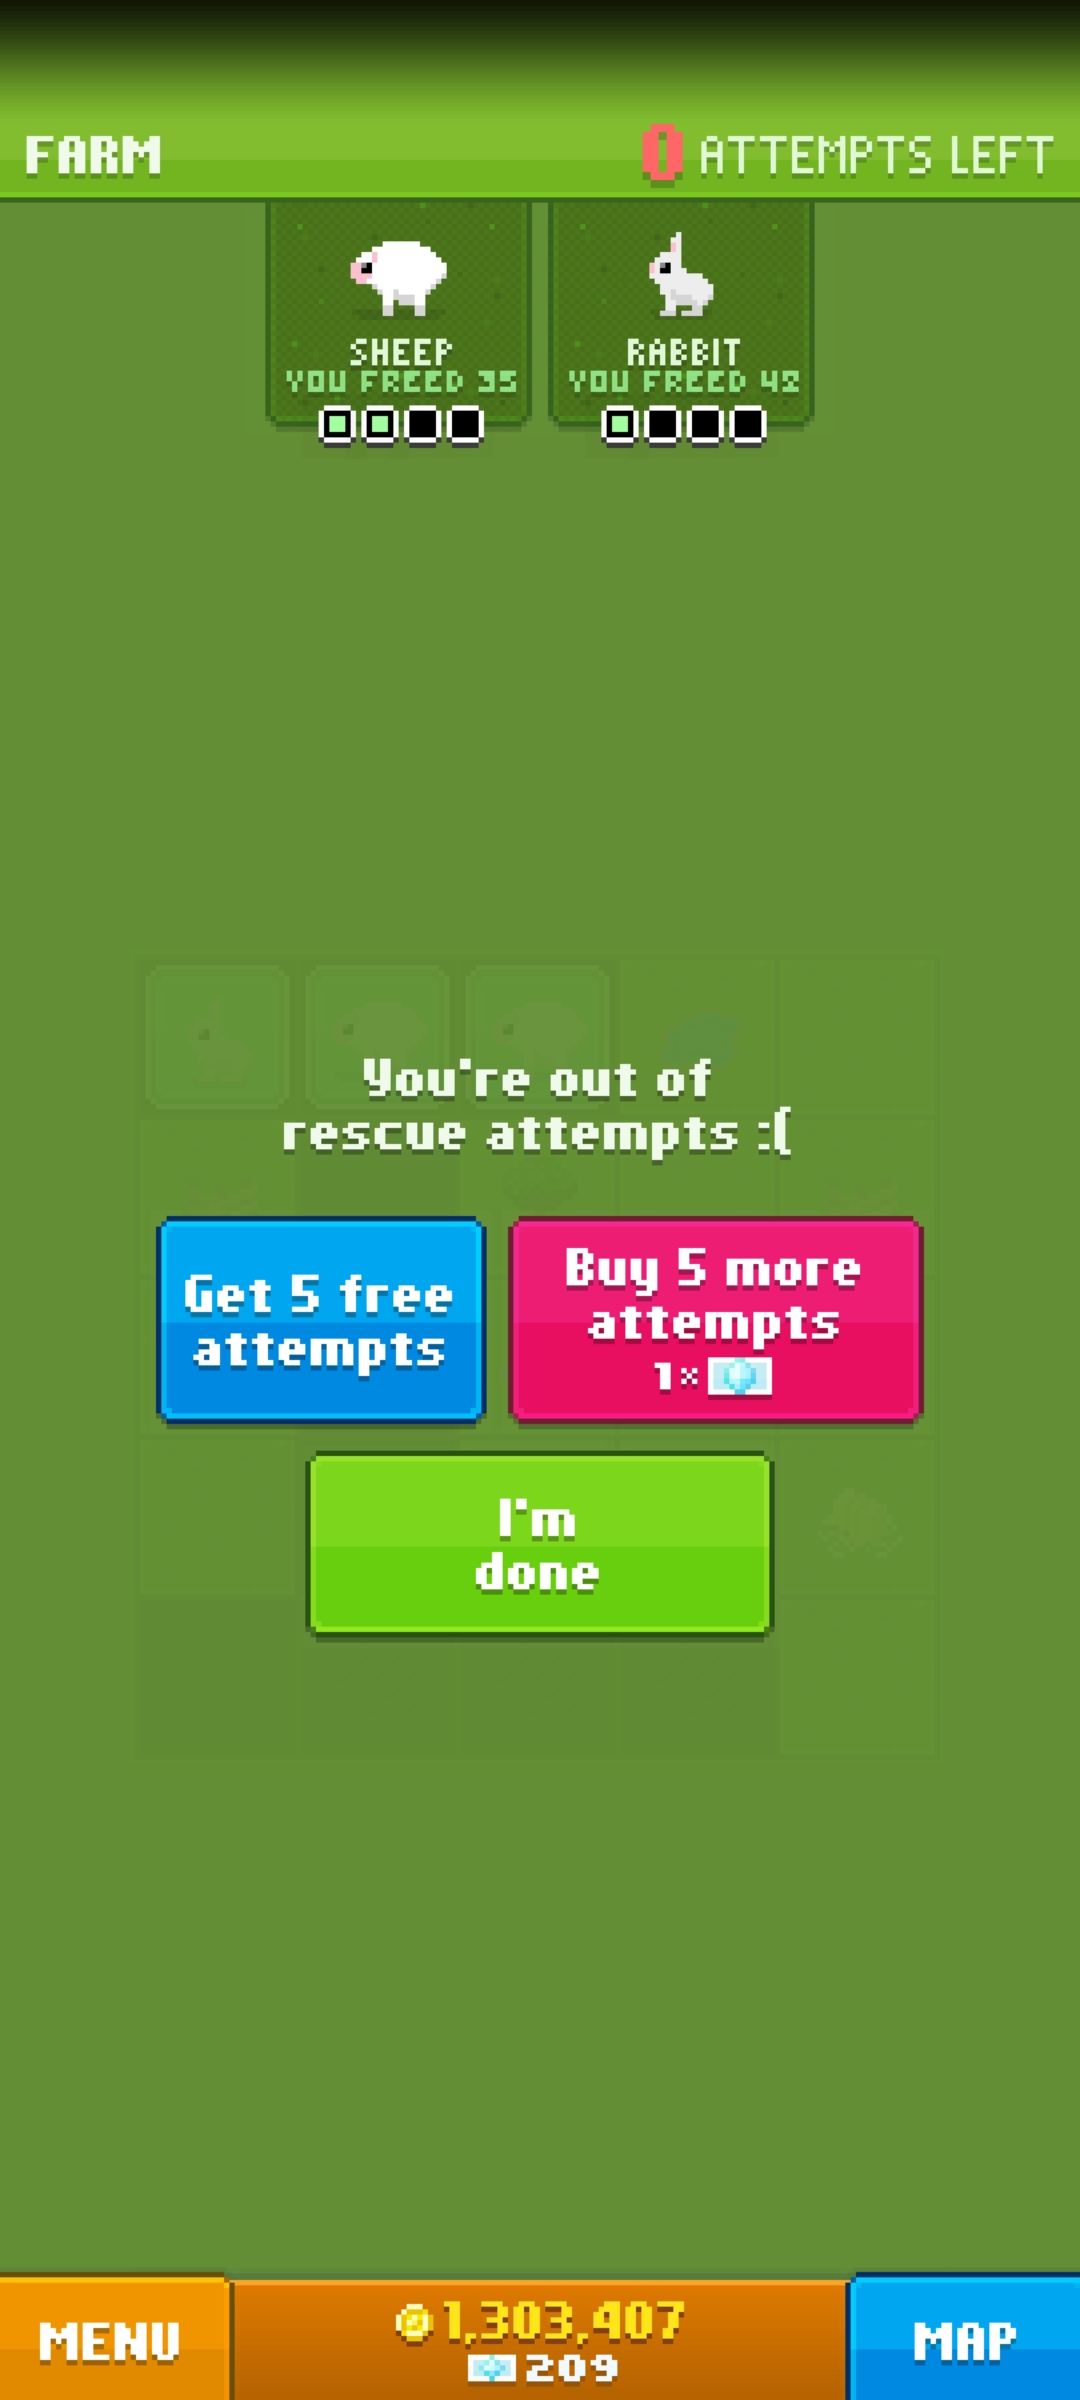 FARM
0 ATTEMPTS LEFT
SHEEP
YOU FREED 35
RABBIT
YOU FREED 48
You're out of
rescue attempts :(
Get 5 free
attempts
Buy 5 more
attempts
1×
I'm
done
MENU
1,303,407
209
MAP